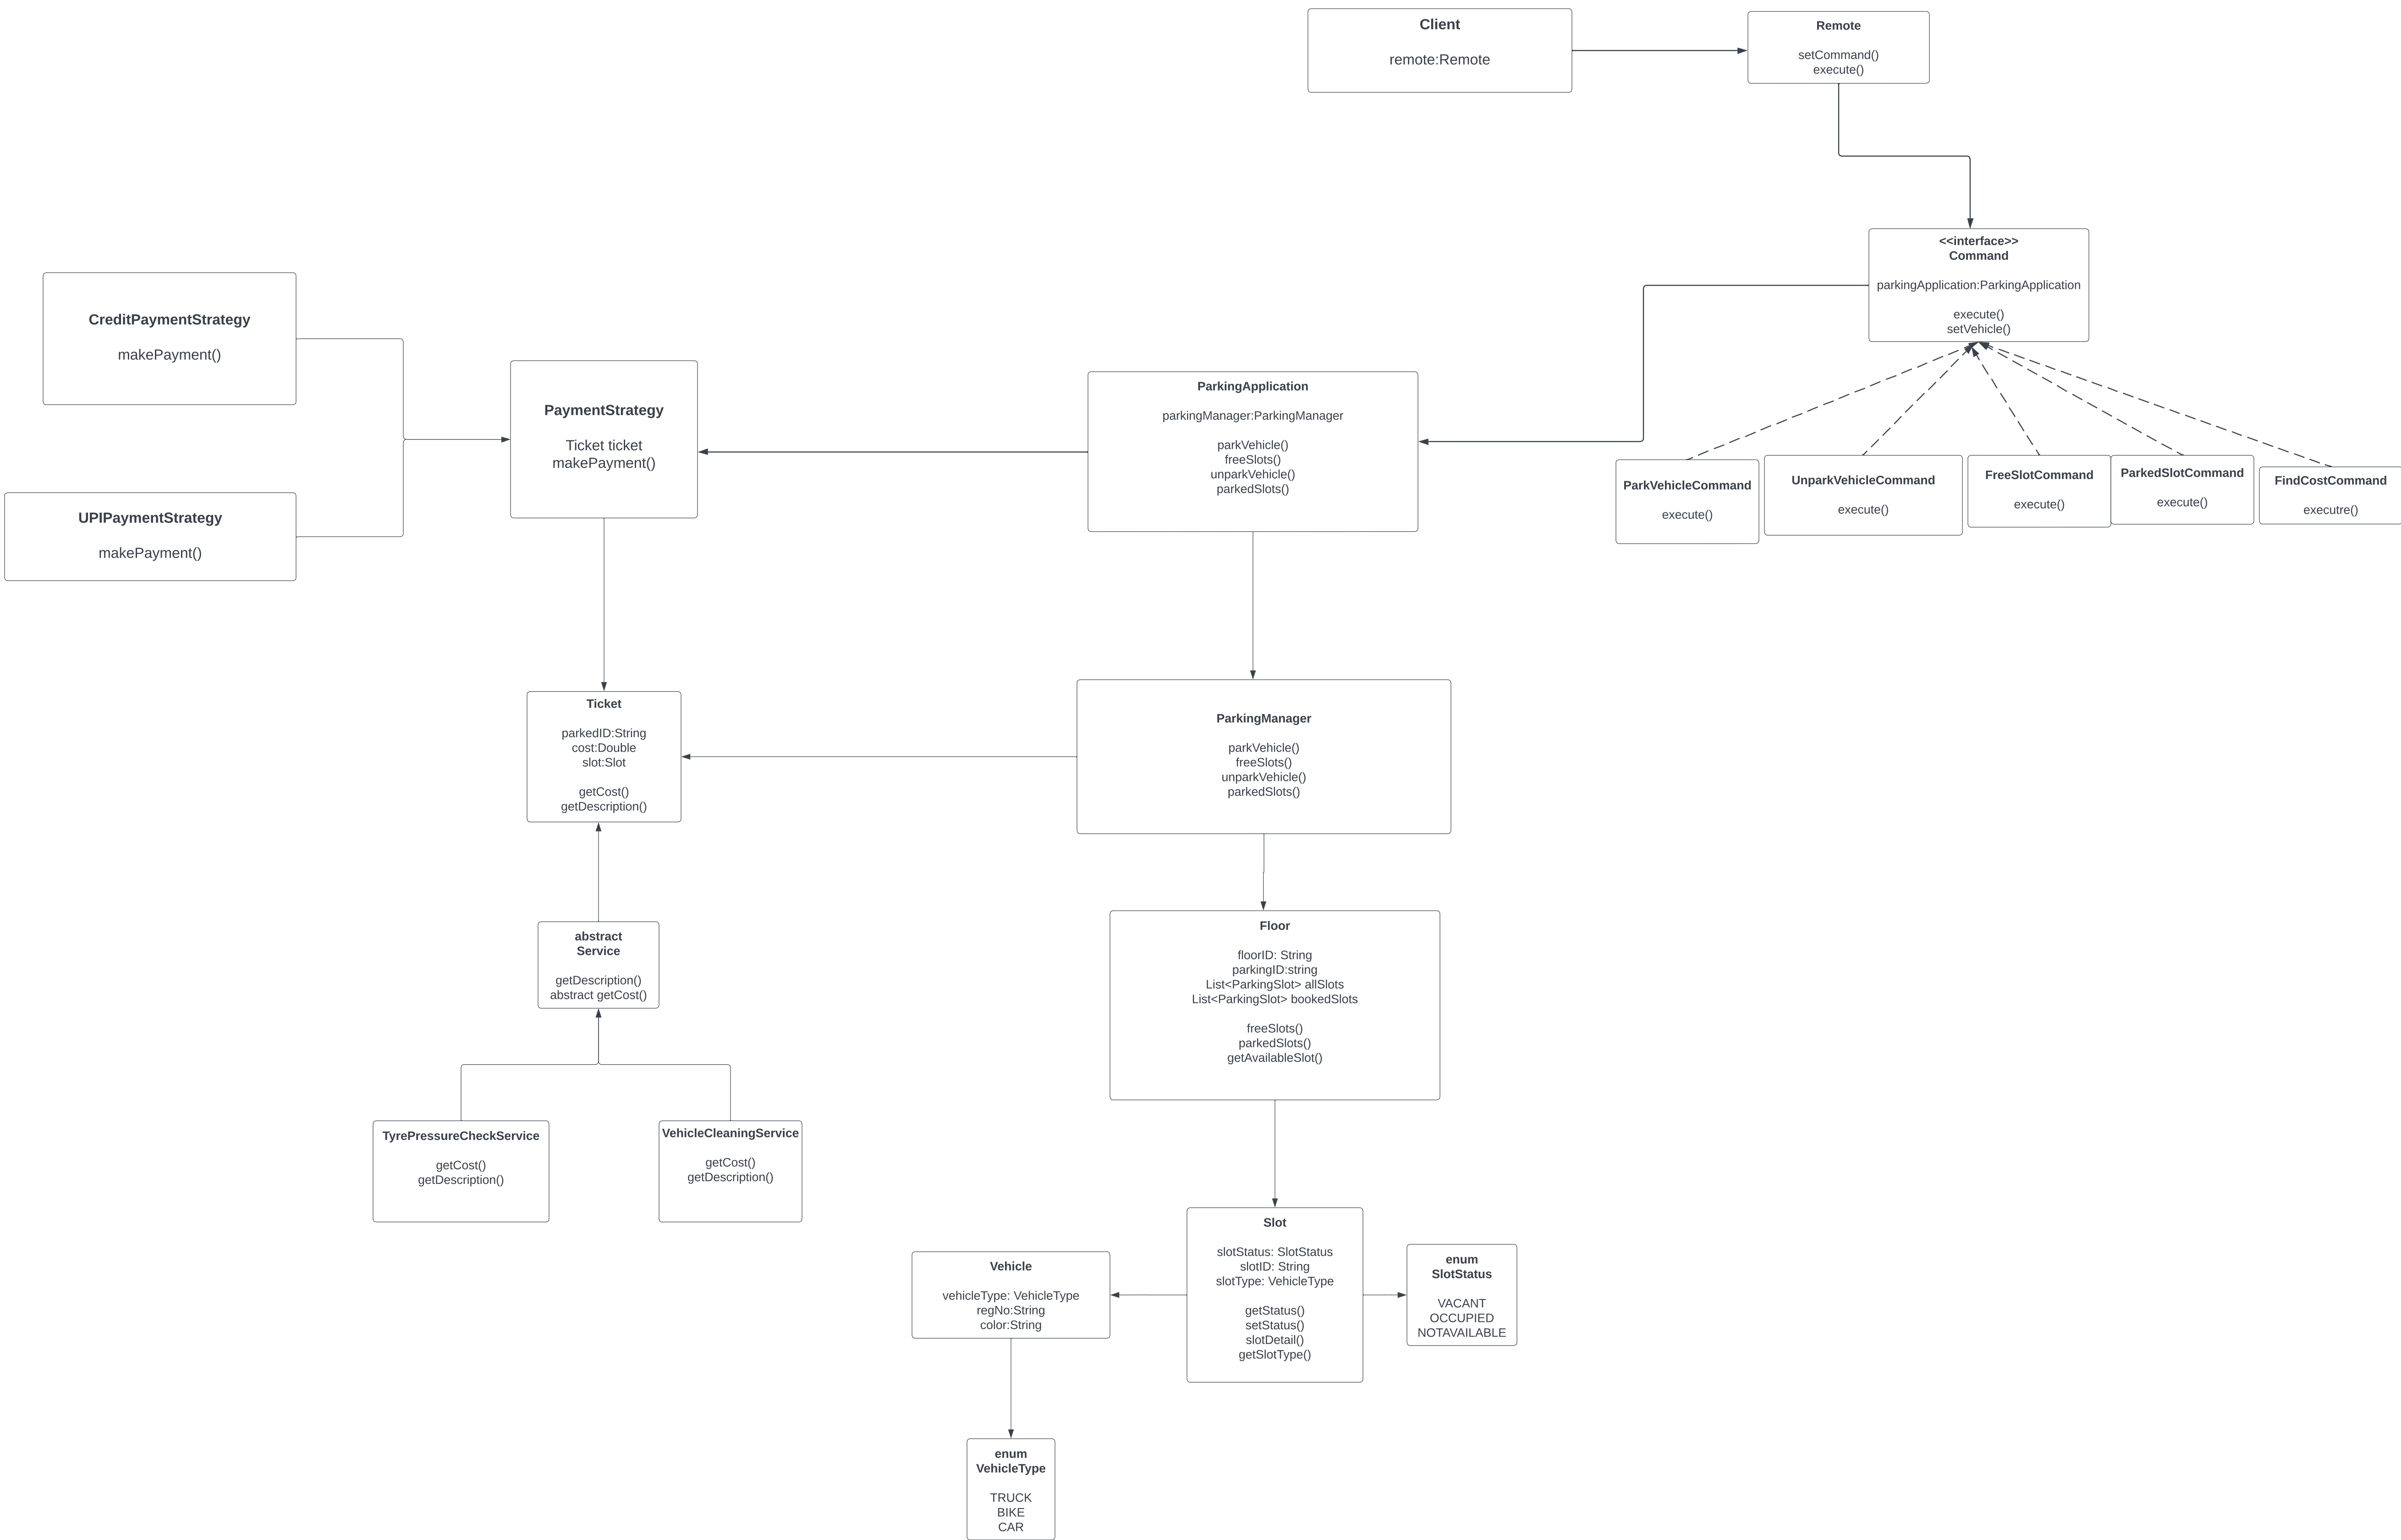 Client
remote:Remote
Remote
setCommand()
execute()
<<interface>>
Command
parkingApplication:ParkingApplication
execute()
setVehicle()
CreditPaymentStrategy
makePayment()
UPIPaymentStrategy
makePayment()
PaymentStrategy
Ticket ticket
makePayment()
ParkingApplication
parkingManager:ParkingManager
parkVehicle()
freeSlots()
unparkVehicle()
parkedSlots()
ParkVehicleCommand
execute()
UnparkVehicleCommand
execute()
FreeSlotCommand
execute()
ParkedSlotCommand
execute()
FindCostCommand
executre()
Ticket
parkedID:String
cost:Double
slot:Slot
getCost()
getDescription()
ParkingManager
parkVehicle()
freeSlots()
unparkVehicle()
parkedSlots()
abstract
Service
getDescription()
abstract getCost()
Floor
floorID: String
parkingID:string
List<ParkingSlot> allSlots
List<ParkingSlot> bookedSlots
freeSlots()
parkedSlots()
getAvailableSlot()
TyrePressureCheckService
getCost()
getDescription()
VehicleCleaningService
getCost()
getDescription()
Vehicle
vehicleType: VehicleType
regNo:String
color:String
Slot
slotStatus: SlotStatus
slotID: String
slotType: VehicleType
getStatus()
setStatus()
slotDetail()
getSlotType()
enum
SlotStatus
VACANT
OCCUPIED
NOTAVAILABLE
enum
VehicleType
TRUCK
BIKE
CAR